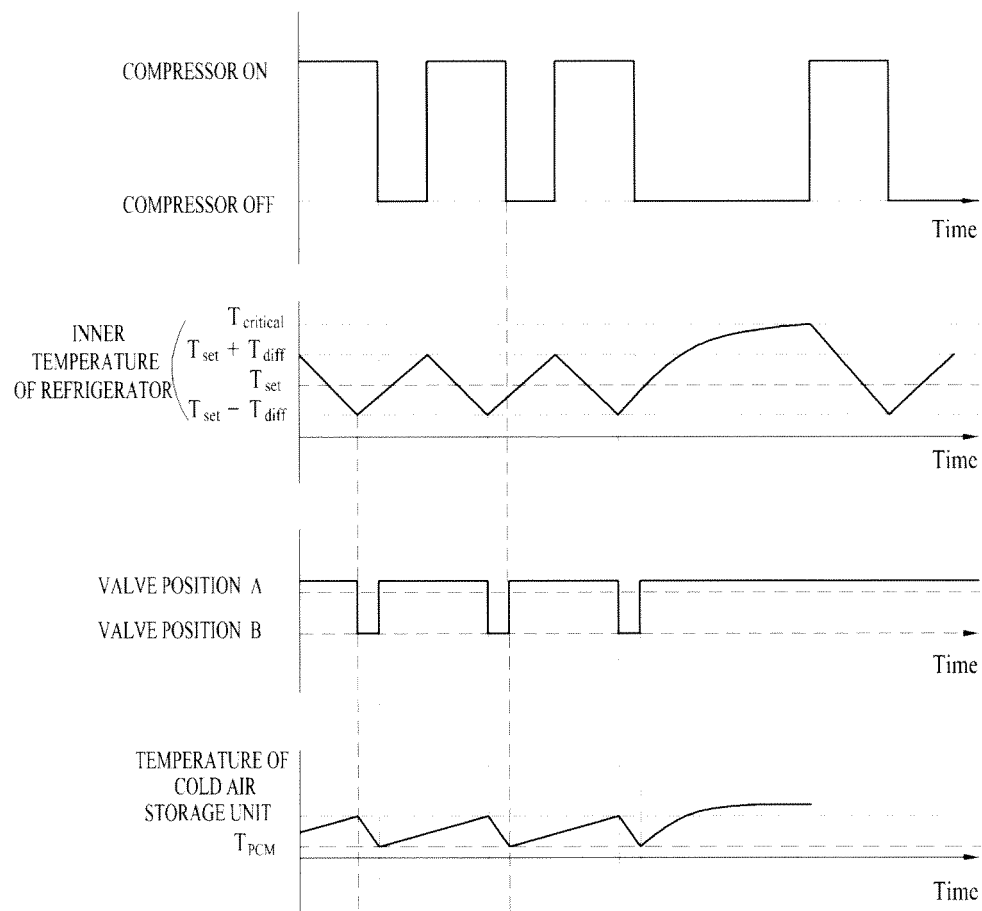 COMPRESSOR ON
COMPRESSOR OFF
Time
INNER
TEMPERATURE
OF REFRIGERATOR
T critical
T set + T diff
T set
T set − T diff
Time
VALVE POSITION A
VALVE POSITION B
Time
TEMPERATURE OF
COLD AIR
STORAGE UNIT
T PCM
Time